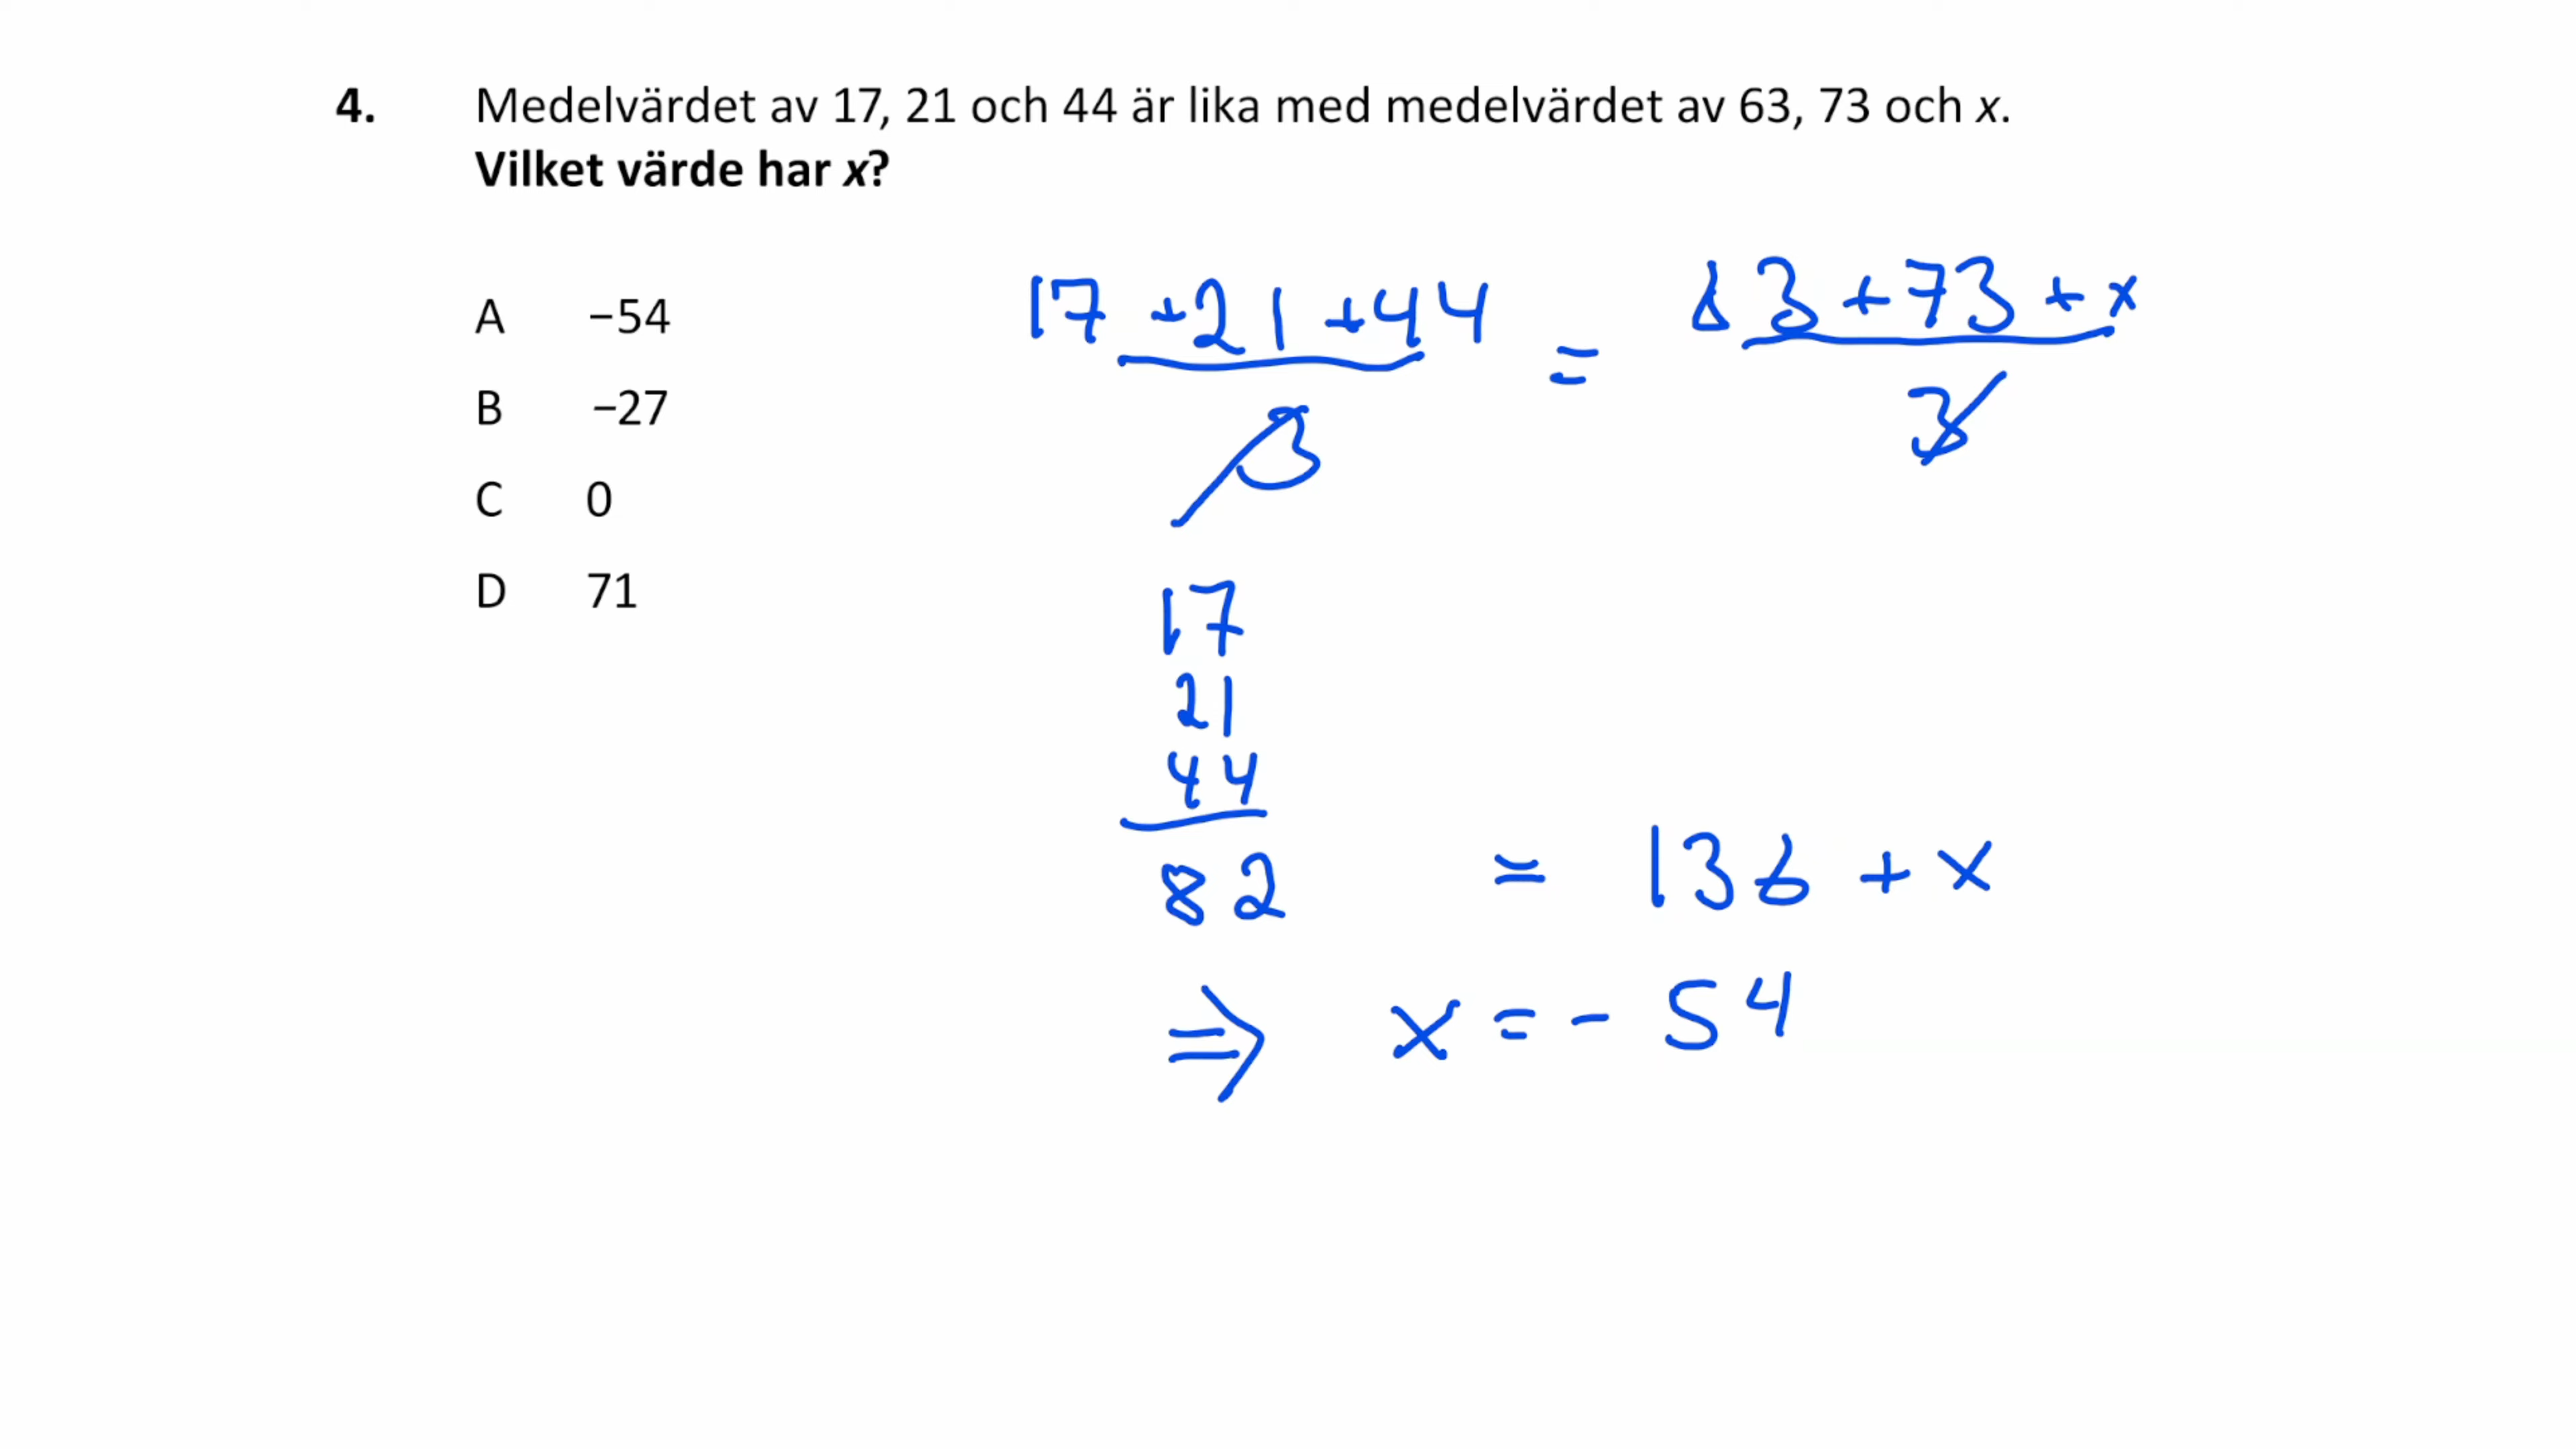 4. Medelvärdet av 17, 21 och 44 är lika med medelvärdet av 63, 73 och x.
Vilket värde har x?
A −54
B −27
C 0
D 71
17 + 21 + 44 = 63 + 73 + x
3 3
17
21
44
82 = 136 + x
⇒ x = - 54